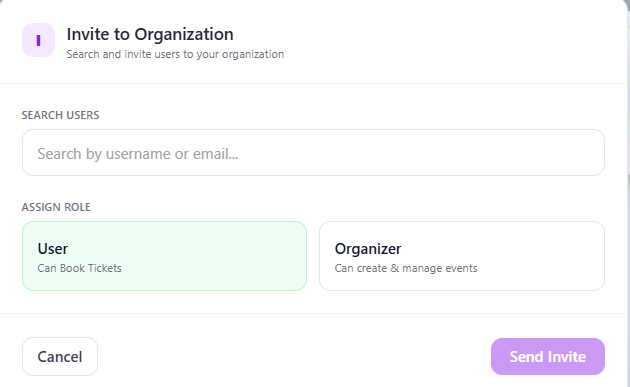 I
Invite to Organization
Search and invite users to your organization
SEARCH USERS
Search by username or email...
ASSIGN ROLE
User
Can Book Tickets
Organizer
Can create & manage events
Cancel
Send Invite